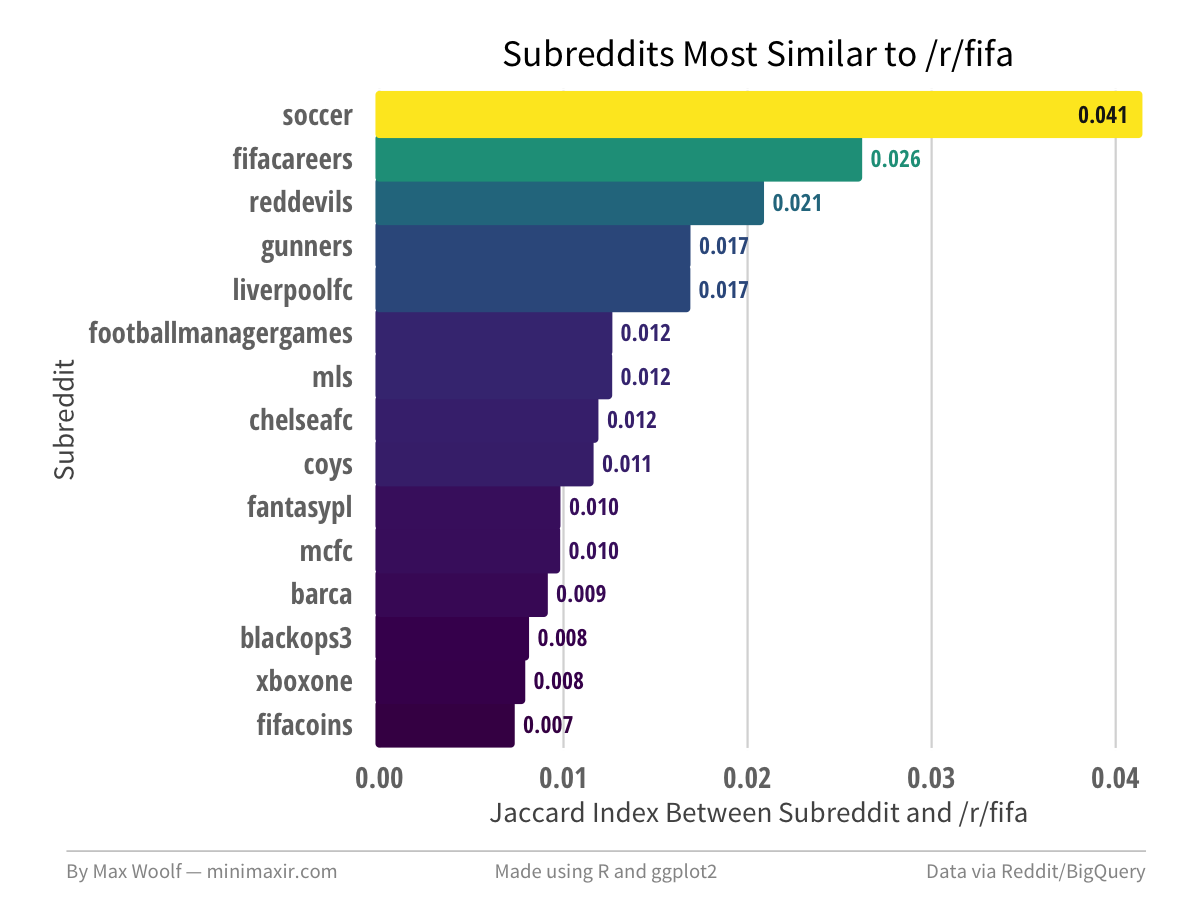 Subreddits Most Similar to /r/fifa
soccer 0.041
fifacareers 0.026
reddevils 0.021
gunners 0.017
liverpoolfc 0.017
footballmanagergames 0.012
mls 0.012
chelseafc 0.012
coys 0.011
fantasypl 0.010
mcfc 0.010
barca 0.009
blackops3 0.008
xboxone 0.008
fifacoins 0.007
Subreddit
0.00 0.01 0.02 0.03 0.04
Jaccard Index Between Subreddit and /r/fifa
By Max Woolf — minimaxir.com Made using R and ggplot2 Data via Reddit/BigQuery